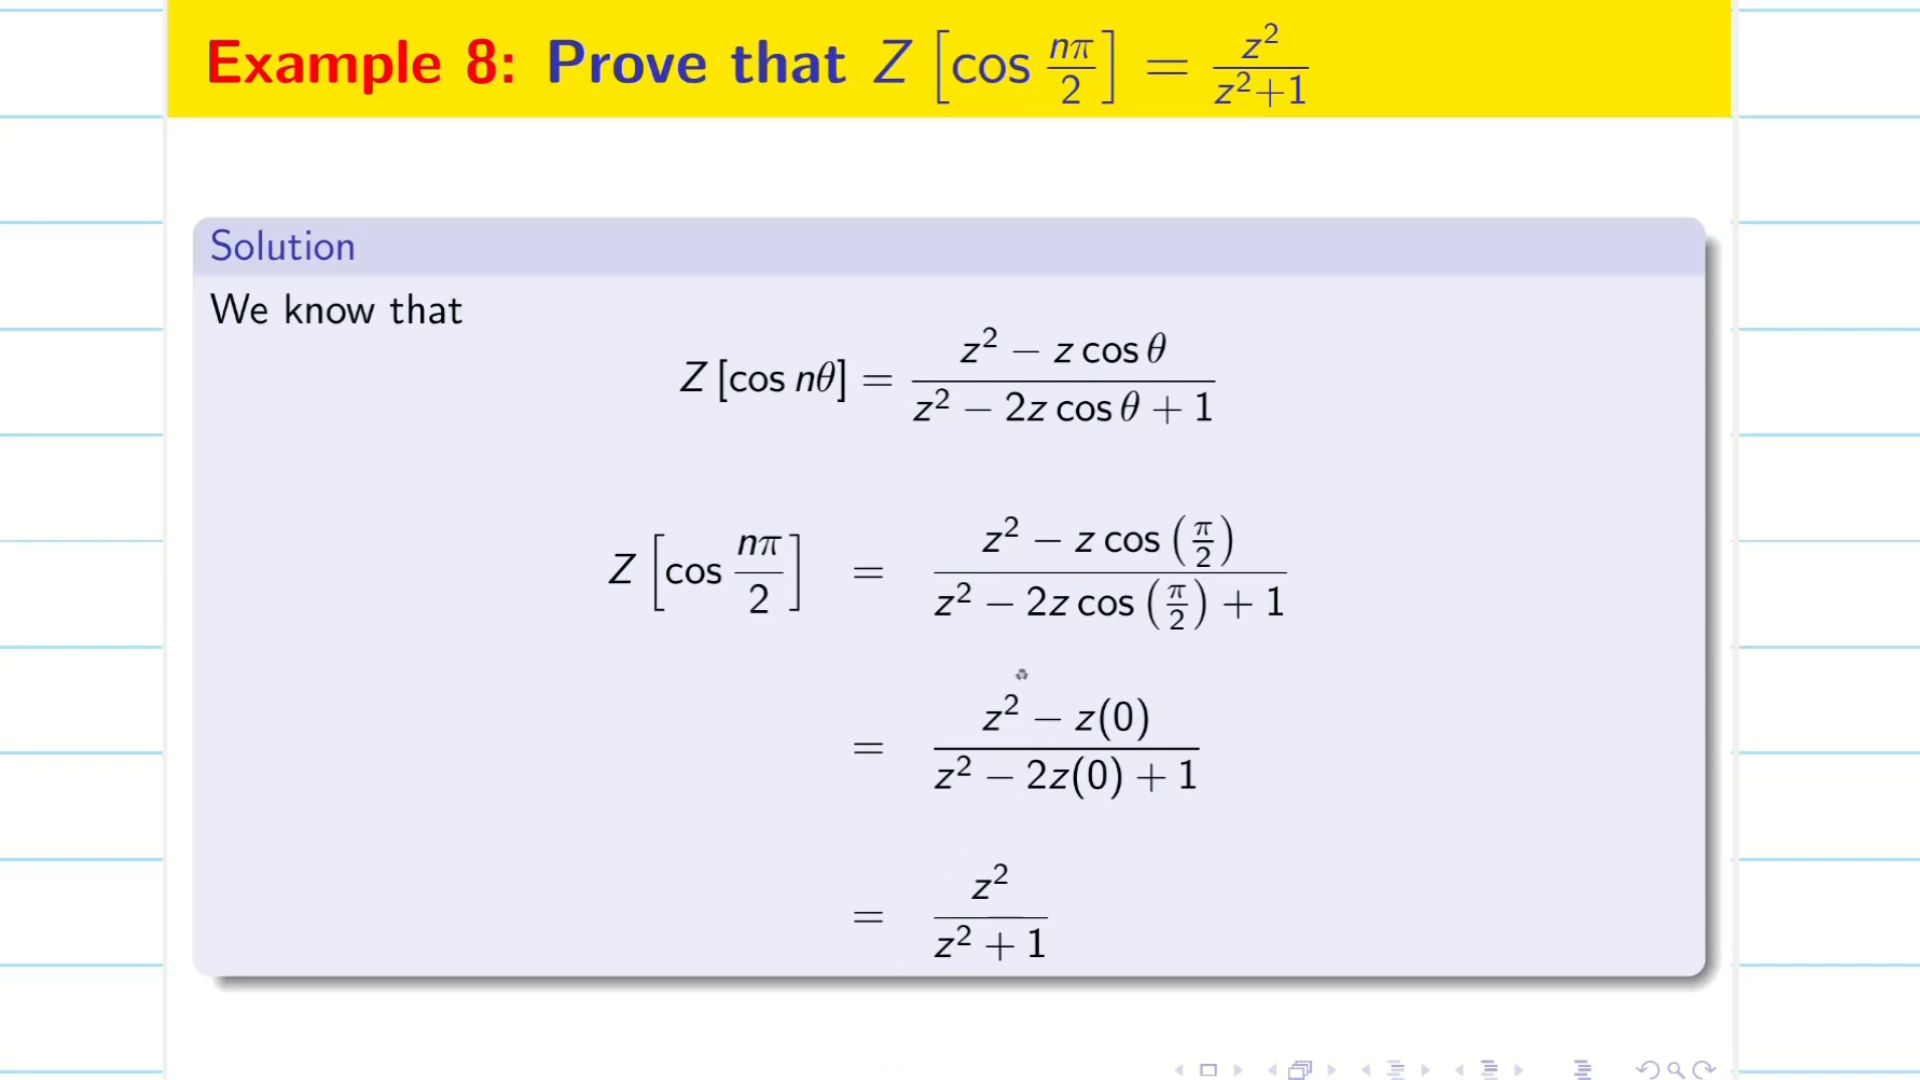 Example 8: Prove that Z [cos nπ/2] = z²/(z²+1)
Solution
We know that
Z [cos nθ] = (z² − z cos θ)/(z² − 2z cos θ + 1)
Z [cos nπ/2] = (z² − z cos (π/2))/(z² − 2z cos (π/2) + 1)
= (z² − z(0))/(z² − 2z(0) + 1)
= z²/(z² + 1)